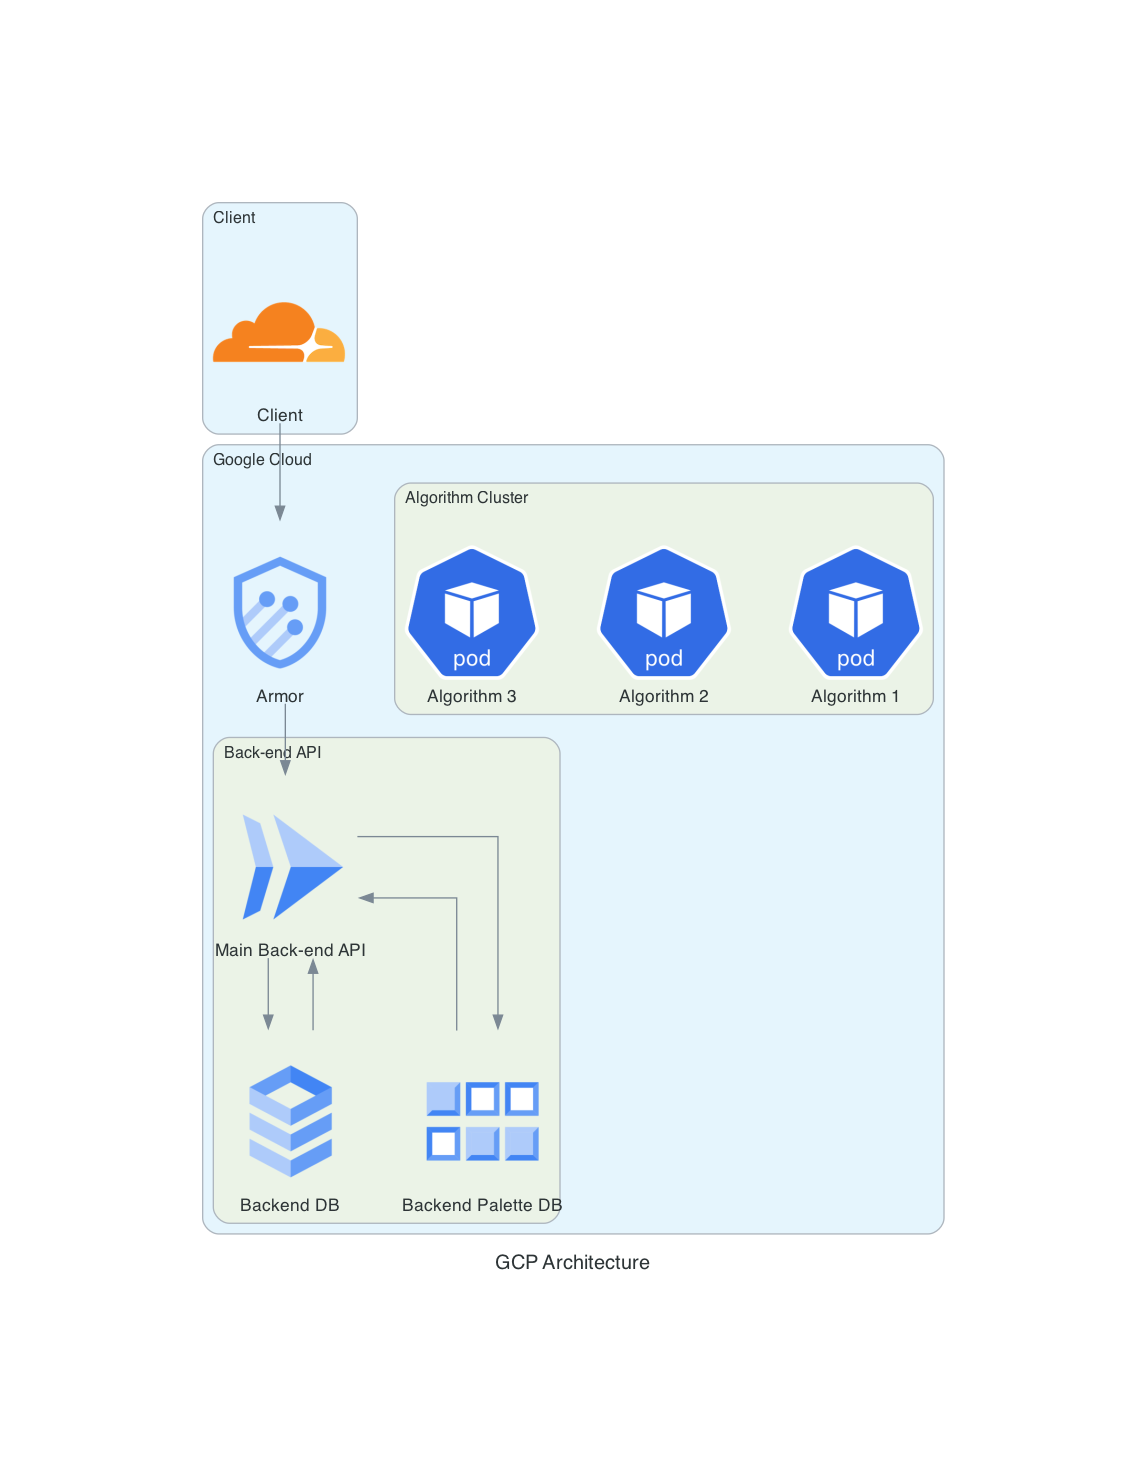 Client
Client
Google Cloud
Algorithm Cluster
pod
pod
pod
Armor
Algorithm 3
Algorithm 2
Algorithm 1
Back-end API
Main Back-end API
Backend DB
Backend Palette DB
GCP Architecture